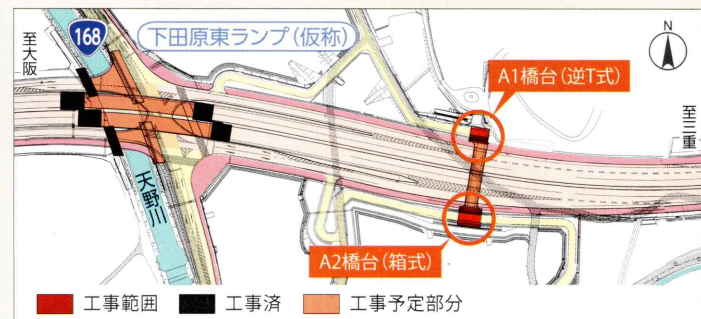 至大阪
168
下田原東ランプ(仮称)
N
A1橋台(逆T式)
至三重
天野川
A2橋台(箱式)
工事範囲
工事済
工事予定部分